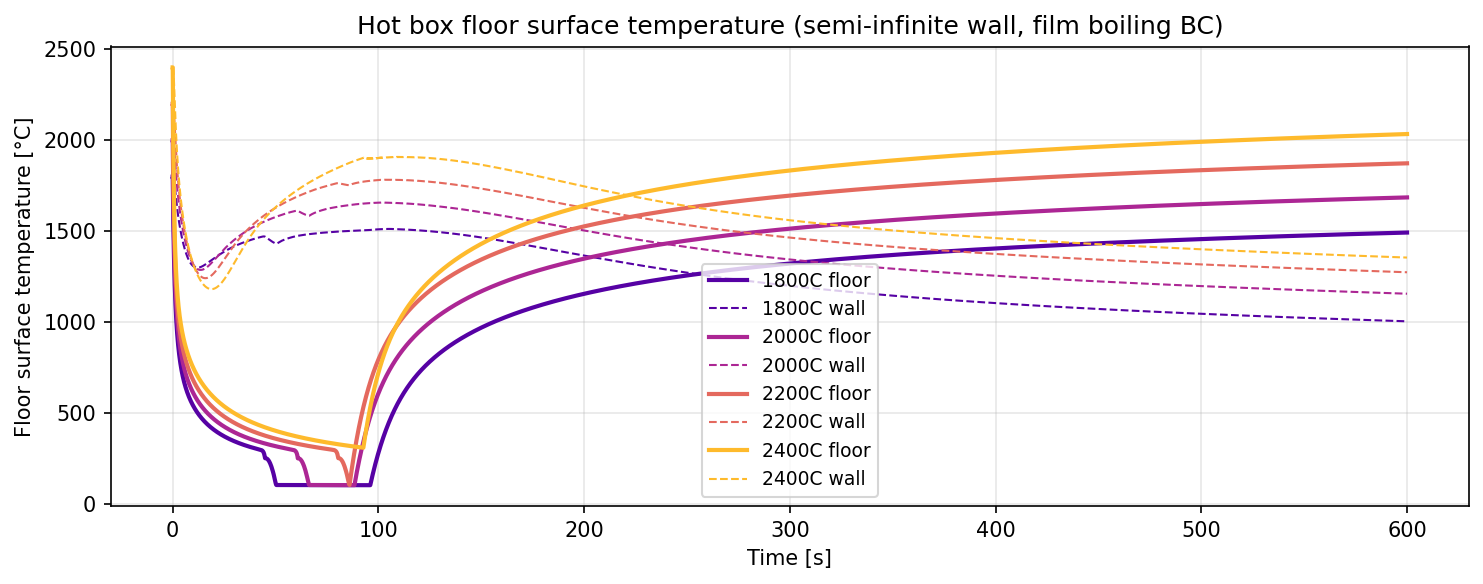 Hot box floor surface temperature (semi-infinite wall, film boiling BC)
Floor surface temperature [°C]
2500
2000
1500
1000
500
0
1800C floor
1800C wall
2000C floor
2000C wall
2200C floor
2200C wall
2400C floor
2400C wall
0 100 200 300 400 500 600
Time [s]